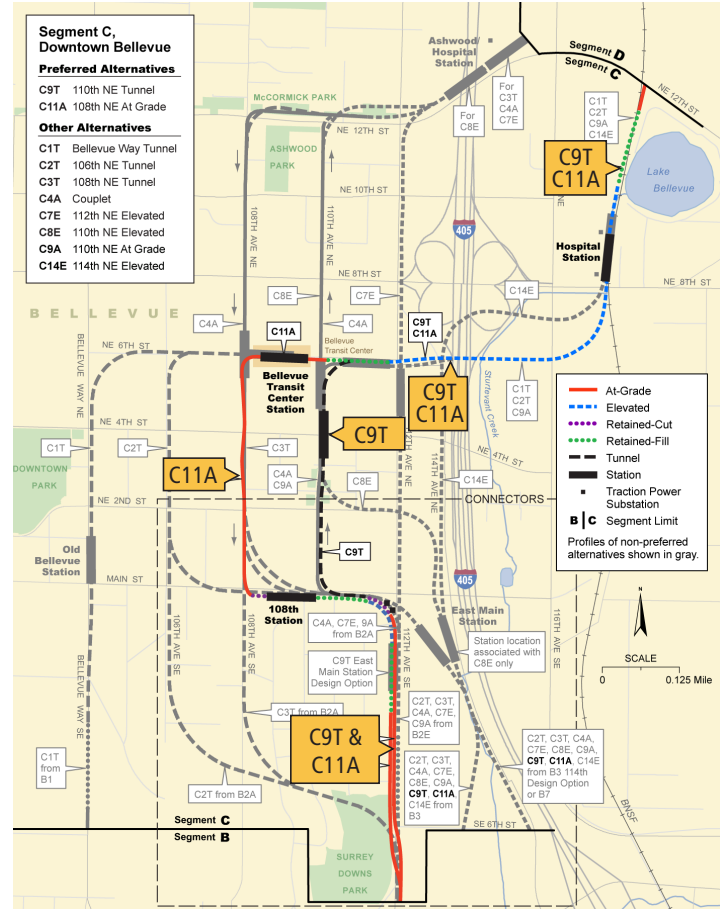 Segment C,
Downtown Bellevue
Preferred Alternatives
C9T 110th NE Tunnel
C11A 108th NE At Grade
Other Alternatives
C1T Bellevue Way Tunnel
C2T 106th NE Tunnel
C3T 108th NE Tunnel
C4A Couplet
C7E 112th NE Elevated
C8E 110th NE Elevated
C9A 110th NE At Grade
C14E 114th NE Elevated
Ashwood/
Hospital
Station
Segment D
Segment C
For
C3T
C4A
C7E
For
C8E
C1T
C2T
C9A
C14E
NE 12TH ST
McCORMICK PARK
NE 12TH ST
ASHWOOD
PARK
C9T
C11A
Lake
Bellevue
NE 10TH ST
NE
108TH AVE NE
110TH AVE NE
405
Hospital
Station
NE 8TH ST
NE 8TH ST
C8E
C7E
C14E
BELLEVUE
C4A
C11A
C4A
Bellevue
Transit Center
C9T
C11A
NE 6TH ST
BELLEVUE WAY NE
Bellevue
Transit
Center
Station
C9T
C11A
C1T
C2T
C9A
Sturtevant Creek
At-Grade
Elevated
Retained-Cut
Retained-Fill
Tunnel
Station
Traction Power
Substation
B C Segment Limit
Profiles of non-preferred
alternatives shown in gray.
NE 4TH ST
C9T
112TH AVE NE
114TH AVE NE
NE 4TH ST
C1T
C2T
C3T
DOWNTOWN
PARK
C11A
C4A
C9A
C8E
C14E
NE 2ND ST
CONNECTORS
C9T
Old
Bellevue
Station
MAIN ST
405
108th
Station
C4A, C7E, 9A
from B2A
East Main
Station
Station location
associated with
C8E only
116TH AVE SE
N
SCALE
0 0.125 Mile
106TH AVE SE
108TH AVE SE
112TH AVE SE
C9T East
Main Station
Design Option
BELLEVUE WAY SE
C3T from B2A
C2T, C3T,
C4A, C7E,
C9A from
B2E
C9T &
C11A
C1T
from
B1
C2T from B2A
C2T, C3T,
C4A, C7E,
C8E, C9A,
C9T, C11A,
C14E from
B3
C2T, C3T, C4A,
C7E, C8E, C9A,
C9T, C11A, C14E
from B3 114th
Design Option
or B7
BNSF
Segment C
Segment B
SE 6TH ST
SURREY
DOWNS
PARK